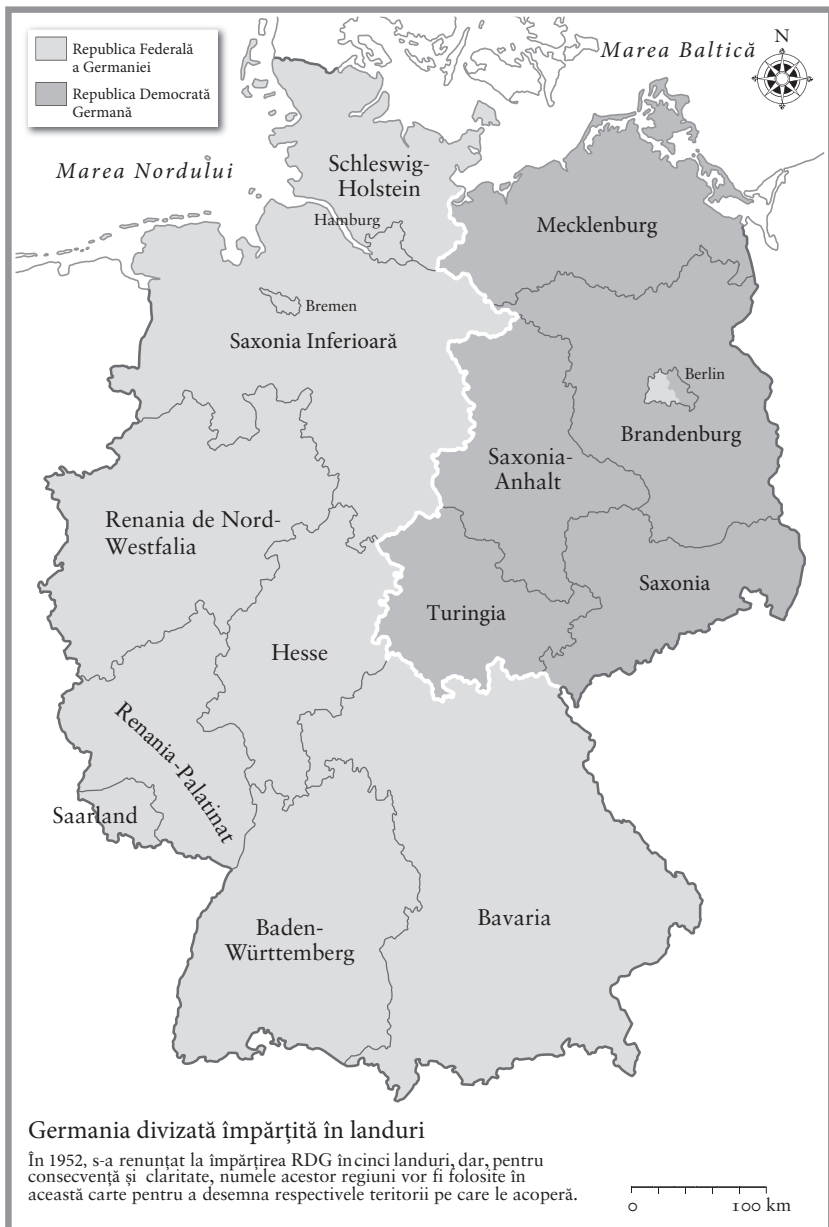 Republica Federală
a Germaniei
Republica Democrată
Germană
Marea Baltică
N
Marea Nordului
Schleswig-
Holstein
Hamburg
Mecklenburg
Bremen
Saxonia Inferioară
Berlin
Brandenburg
Saxonia-
Anhalt
Renania de Nord-
Westfalia
Saxonia
Turingia
Hesse
Renania-Palatinat
Saarland
Baden-
Württemberg
Bavaria
Germania divizată împărțită în landuri
În 1952, s-a renunțat la împărțirea RDG în cinci landuri, dar, pentru
consecvență și claritate, numele acestor regiuni vor fi folosite în
această carte pentru a desemna respectivele teritorii pe care le acoperă.
0 100 km